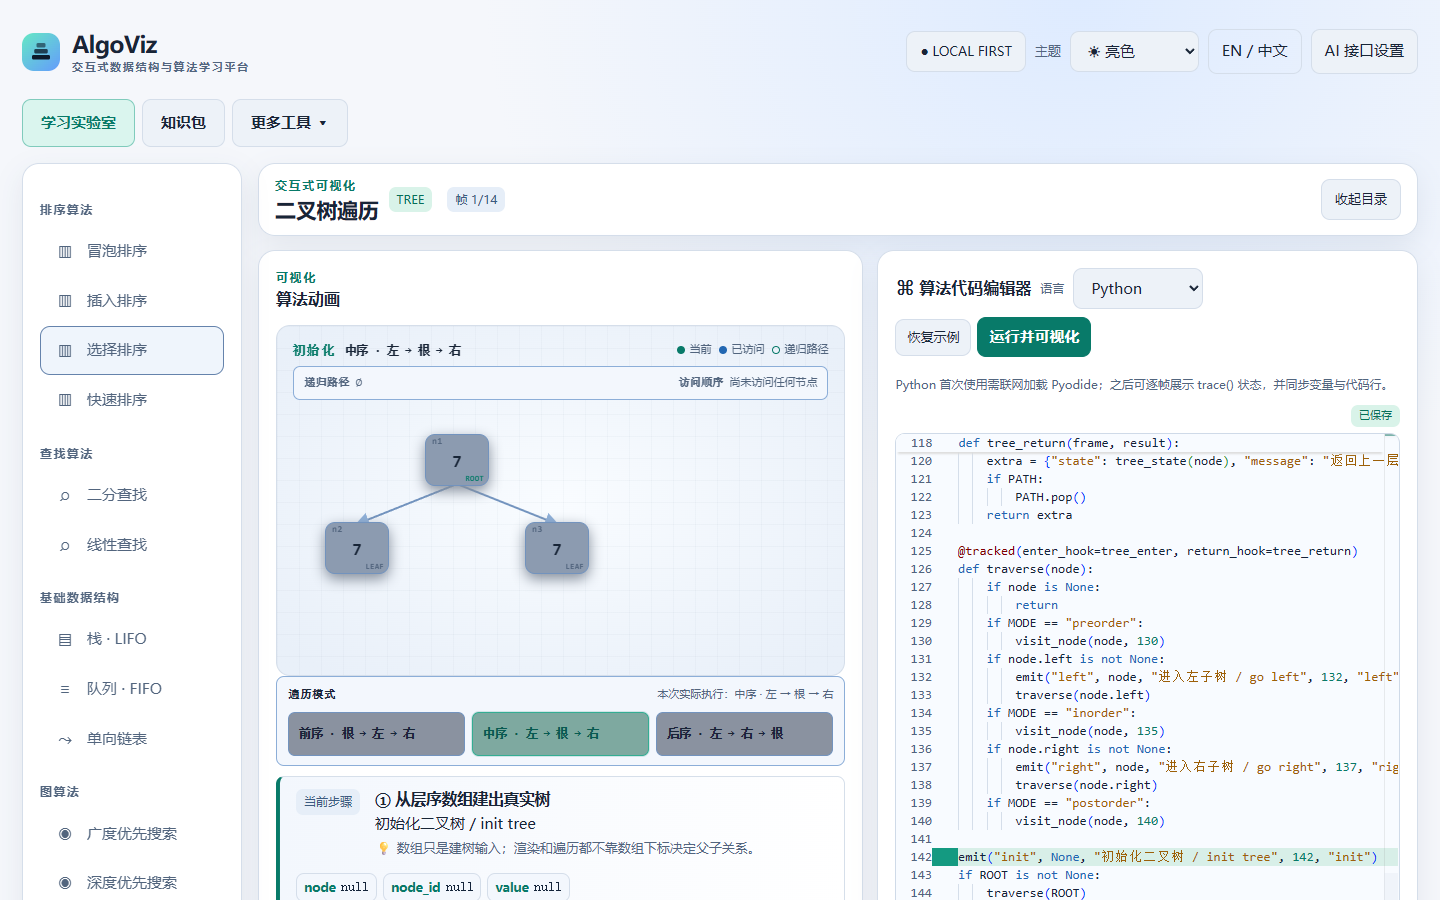 AlgoViz
交互式数据结构与算法学习平台
● LOCAL FIRST
主题
☀ 亮色
EN / 中文
AI 接口设置
学习实验室
知识包
更多工具 ▼
排序算法
冒泡排序
插入排序
选择排序
快速排序
查找算法
二分查找
线性查找
基础数据结构
栈 · LIFO
队列 · FIFO
单向链表
图算法
广度优先搜索
深度优先搜索
交互式可视化
二叉树遍历
TREE
帧 1/14
收起目录
可视化
算法动画
初始化 中序 · 左 → 根 → 右
当前 已访问 递归路径
递归路径 ∅
访问顺序 尚未访问任何节点
n1
7
ROOT
n2
7
LEAF
n3
7
LEAF
遍历模式
本次实际执行：中序 · 左 → 根 → 右
前序 · 根 → 左 → 右
中序 · 左 → 根 → 右
后序 · 左 → 右 → 根
当前步骤
① 从层序数组建出真实树
初始化二叉树 / init tree
💡 数组只是建树输入；渲染和遍历都不靠数组下标决定父子关系。
node null
node_id null
value null
⌘ 算法代码编辑器
语言
Python
恢复示例
运行并可视化
Python 首次使用需联网加载 Pyodide；之后可逐帧展示 trace() 状态，并同步变量与代码行。
已保存
118 def tree_return(frame, result):
120 extra = {"state": tree_state(node), "message": "返回上一层
121 if PATH:
122 PATH.pop()
123 return extra
124
125 @tracked(enter_hook=tree_enter, return_hook=tree_return)
126 def traverse(node):
127 if node is None:
128 return
129 if MODE == "preorder":
130 visit_node(node, 130)
131 if node.left is not None:
132 emit("left", node, "进入左子树 / go left", 132, "left"
133 traverse(node.left)
134 if MODE == "inorder":
135 visit_node(node, 135)
136 if node.right is not None:
137 emit("right", node, "进入右子树 / go right", 137, "rig
138 traverse(node.right)
139 if MODE == "postorder":
140 visit_node(node, 140)
141
142 emit("init", None, "初始化二叉树 / init tree", 142, "init")
143 if ROOT is not None:
144 traverse(ROOT)